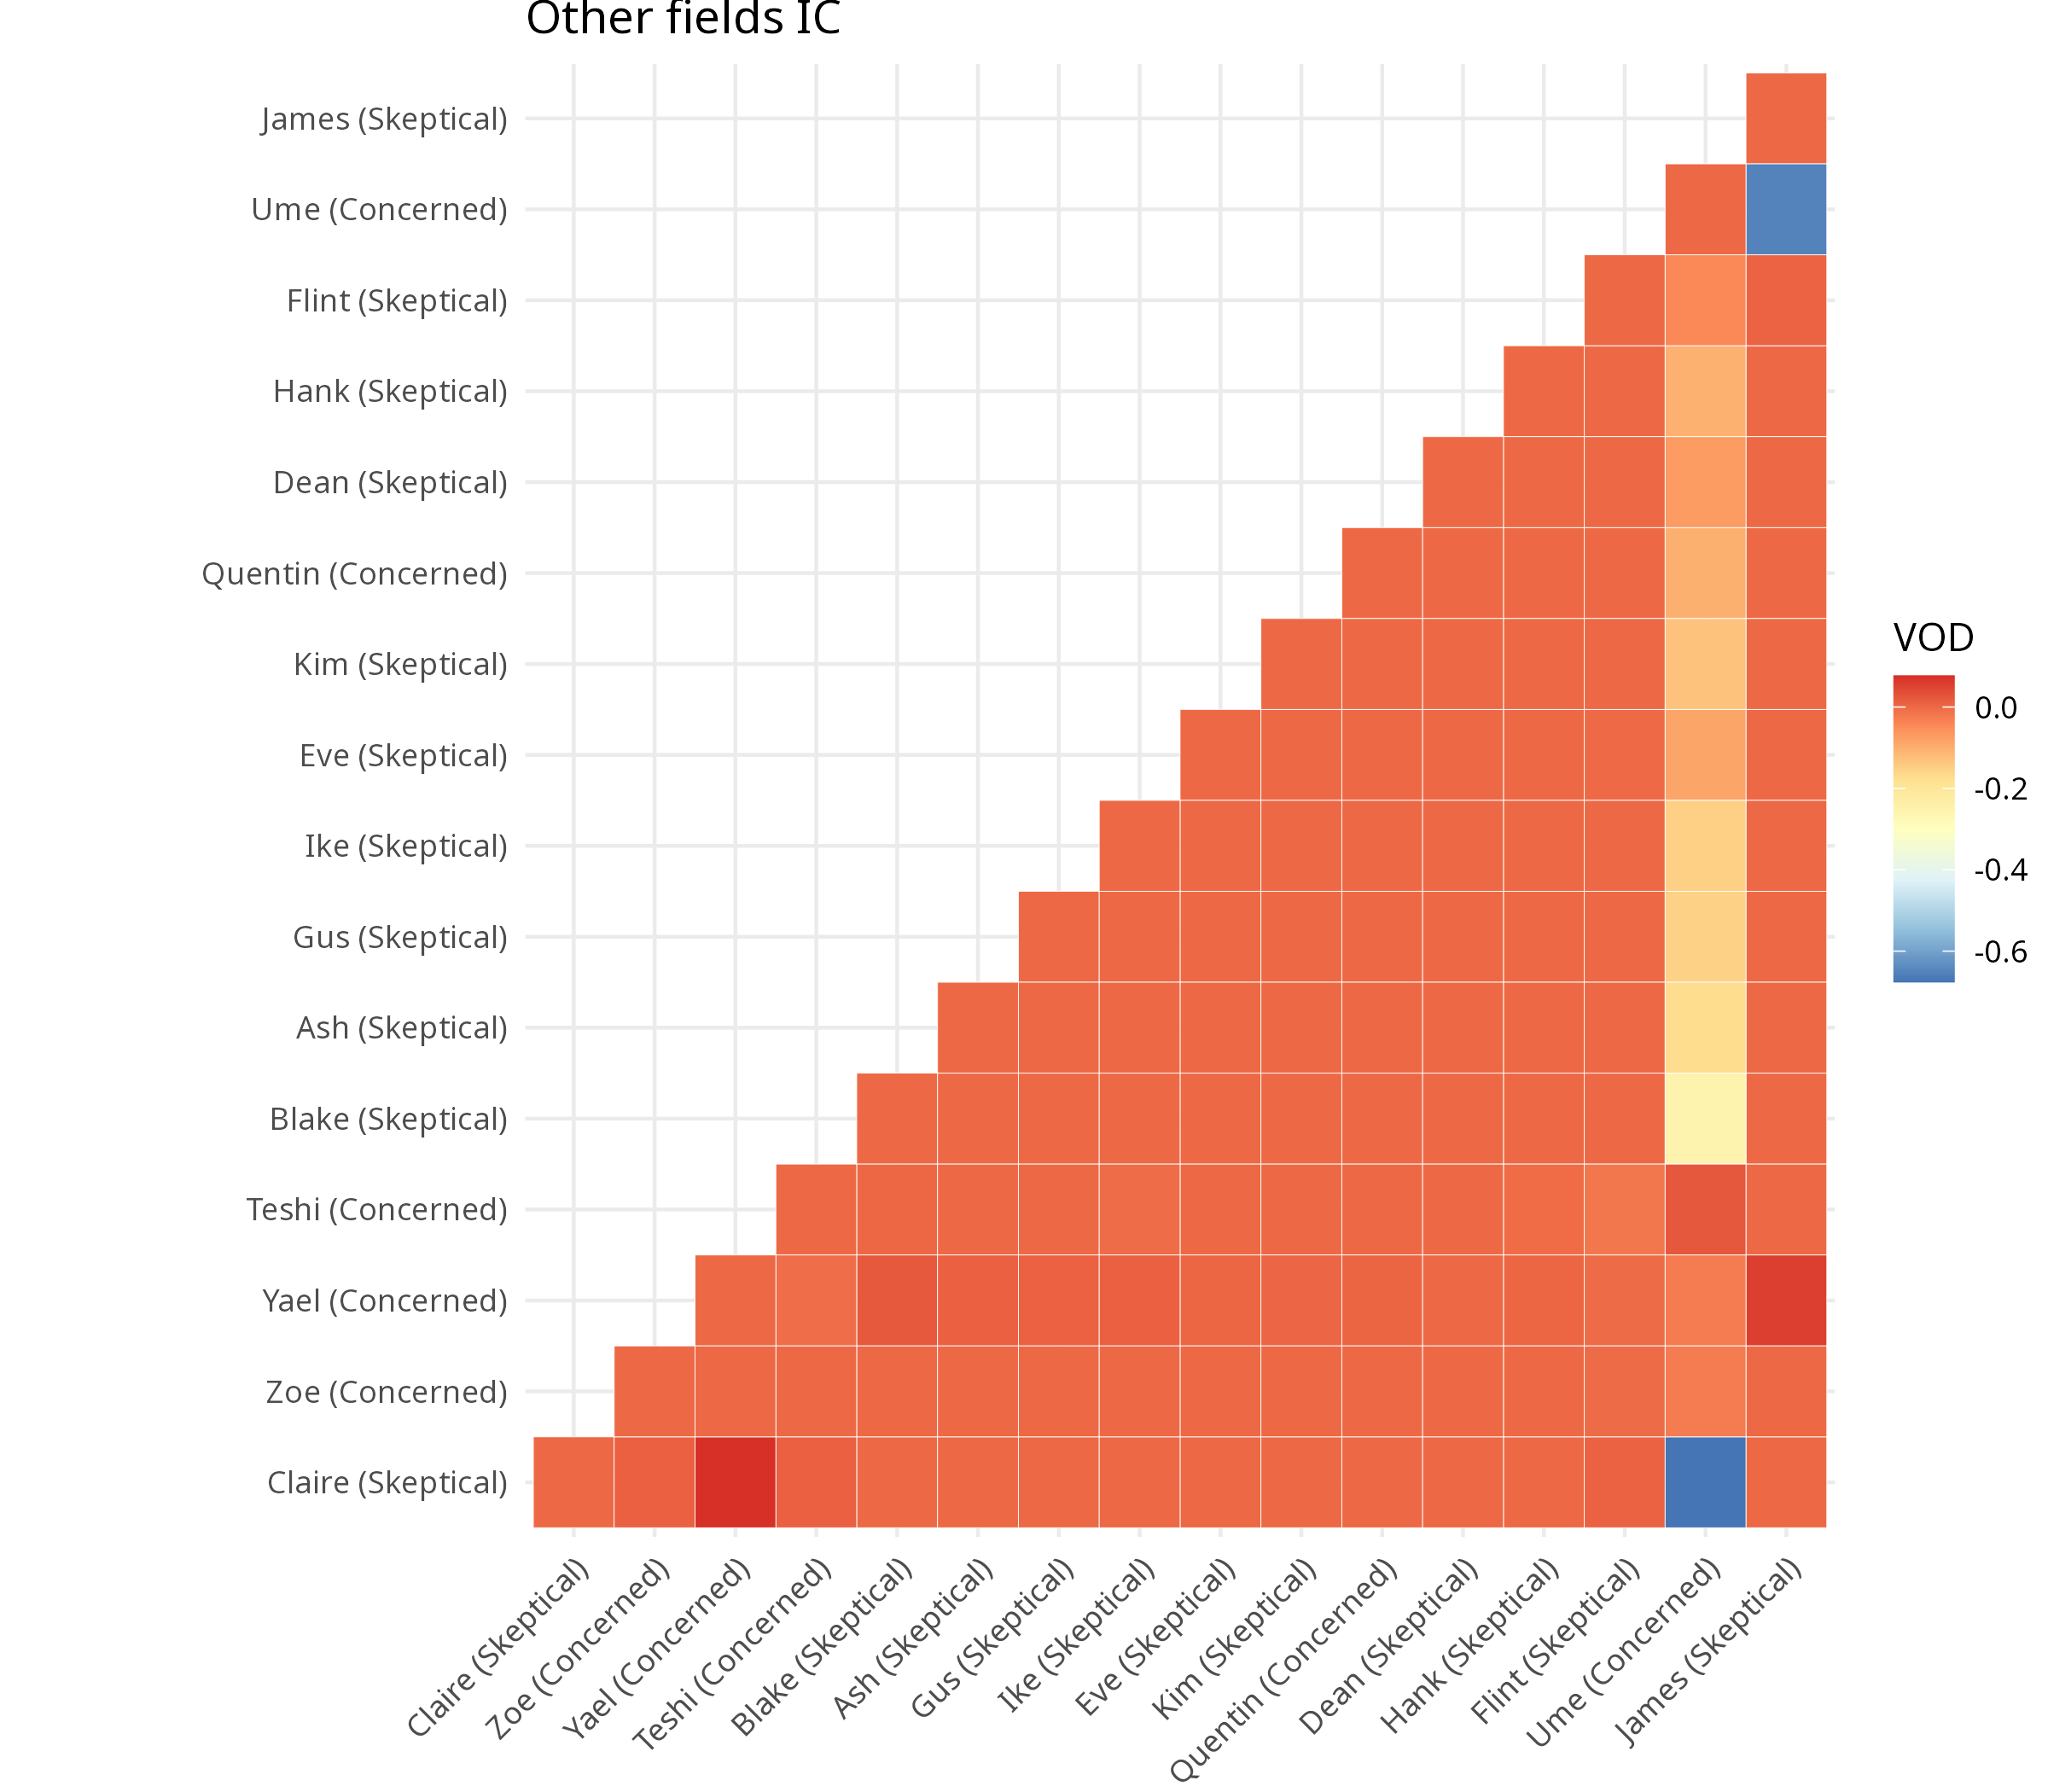 Other fields IC
James (Skeptical)
Ume (Concerned)
Flint (Skeptical)
Hank (Skeptical)
Dean (Skeptical)
Quentin (Concerned)
Kim (Skeptical)
Eve (Skeptical)
Ike (Skeptical)
Gus (Skeptical)
Ash (Skeptical)
Blake (Skeptical)
Teshi (Concerned)
Yael (Concerned)
Zoe (Concerned)
Claire (Skeptical)
Claire (Skeptical)
Zoe (Concerned)
Yael (Concerned)
Teshi (Concerned)
Blake (Skeptical)
Ash (Skeptical)
Gus (Skeptical)
Ike (Skeptical)
Eve (Skeptical)
Kim (Skeptical)
Quentin (Concerned)
Dean (Skeptical)
Hank (Skeptical)
Flint (Skeptical)
Ume (Concerned)
James (Skeptical)
VOD
0.0
-0.2
-0.4
-0.6